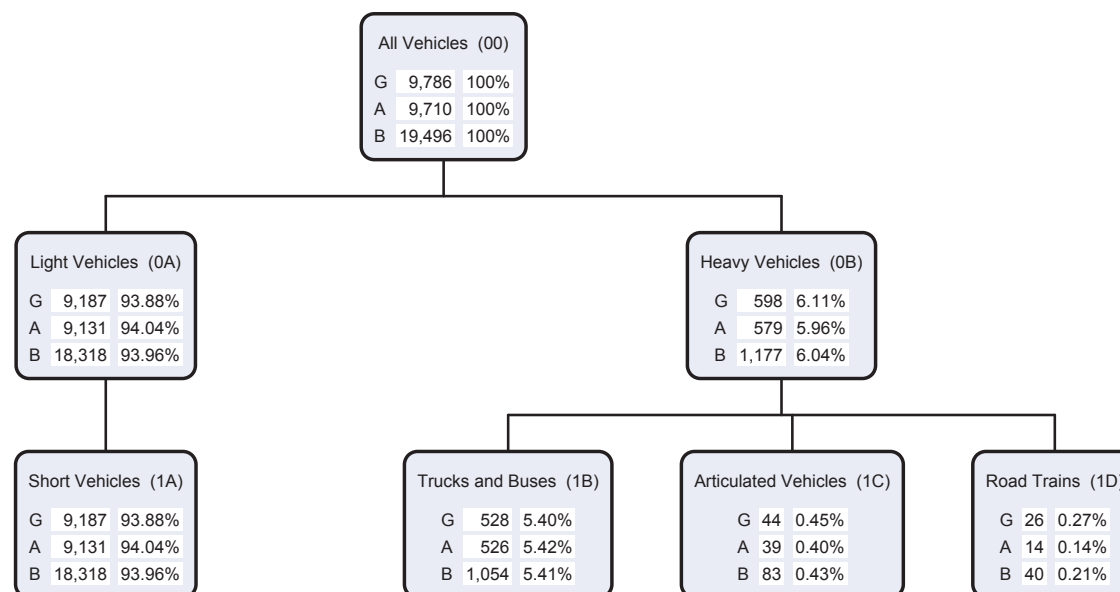 All Vehicles (00)
G 9,786 100%
A 9,710 100%
B 19,496 100%
Light Vehicles (0A)
G 9,187 93.88%
A 9,131 94.04%
B 18,318 93.96%
Heavy Vehicles (0B)
G 598 6.11%
A 579 5.96%
B 1,177 6.04%
Short Vehicles (1A)
G 9,187 93.88%
A 9,131 94.04%
B 18,318 93.96%
Trucks and Buses (1B)
G 528 5.40%
A 526 5.42%
B 1,054 5.41%
Articulated Vehicles (1C)
G 44 0.45%
A 39 0.40%
B 83 0.43%
Road Trains (1D)
G 26 0.27%
A 14 0.14%
B 40 0.21%